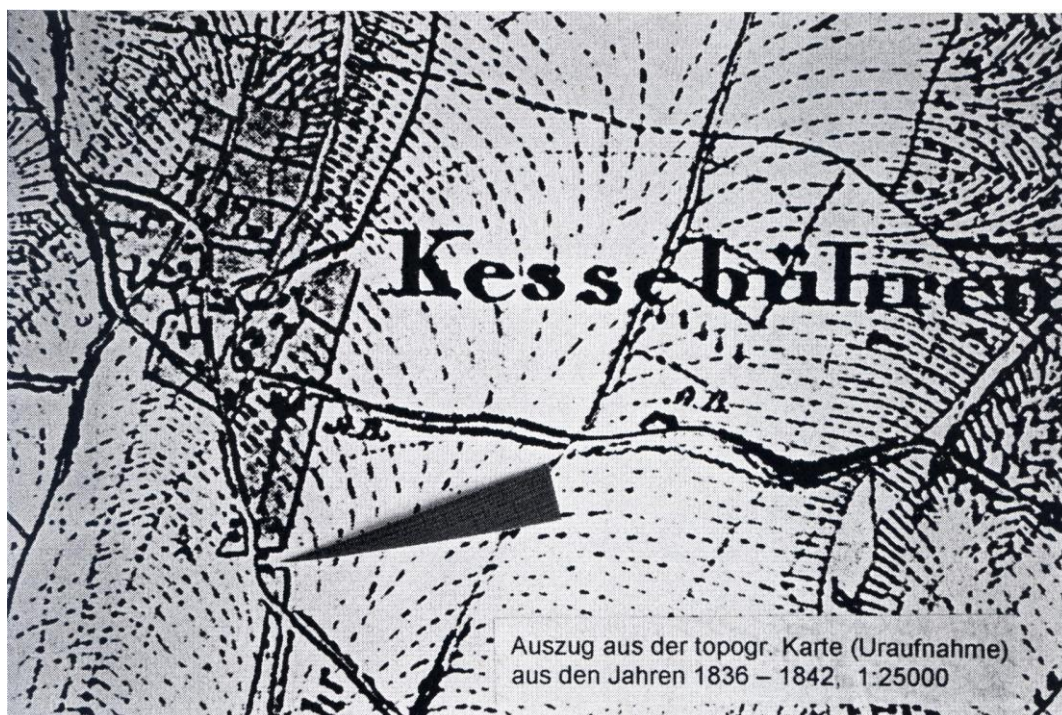 Kessebühren
Auszug aus der topogr. Karte (Uraufnahme)
aus den Jahren 1836 – 1842, 1:25000